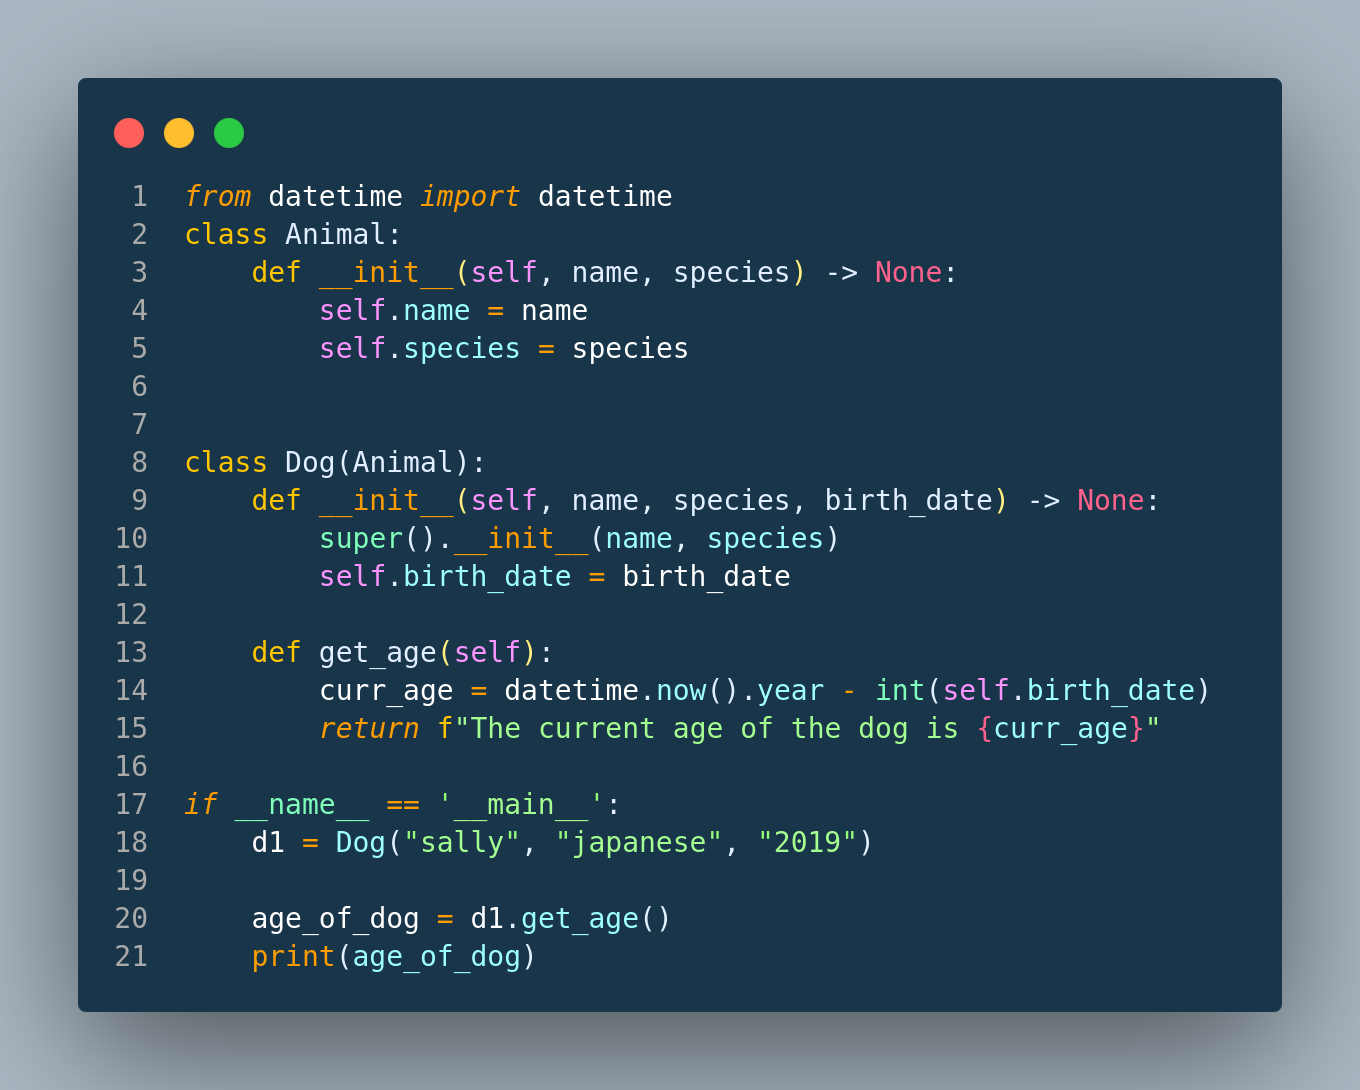 1 from datetime import datetime
2 class Animal:
3     def __init__(self, name, species) -> None:
4         self.name = name
5         self.species = species
6
7
8 class Dog(Animal):
9     def __init__(self, name, species, birth_date) -> None:
10         super().__init__(name, species)
11         self.birth_date = birth_date
12
13     def get_age(self):
14         curr_age = datetime.now().year - int(self.birth_date)
15         return f"The current age of the dog is {curr_age}"
16
17 if __name__ == '__main__':
18     d1 = Dog("sally", "japanese", "2019")
19
20     age_of_dog = d1.get_age()
21     print(age_of_dog)